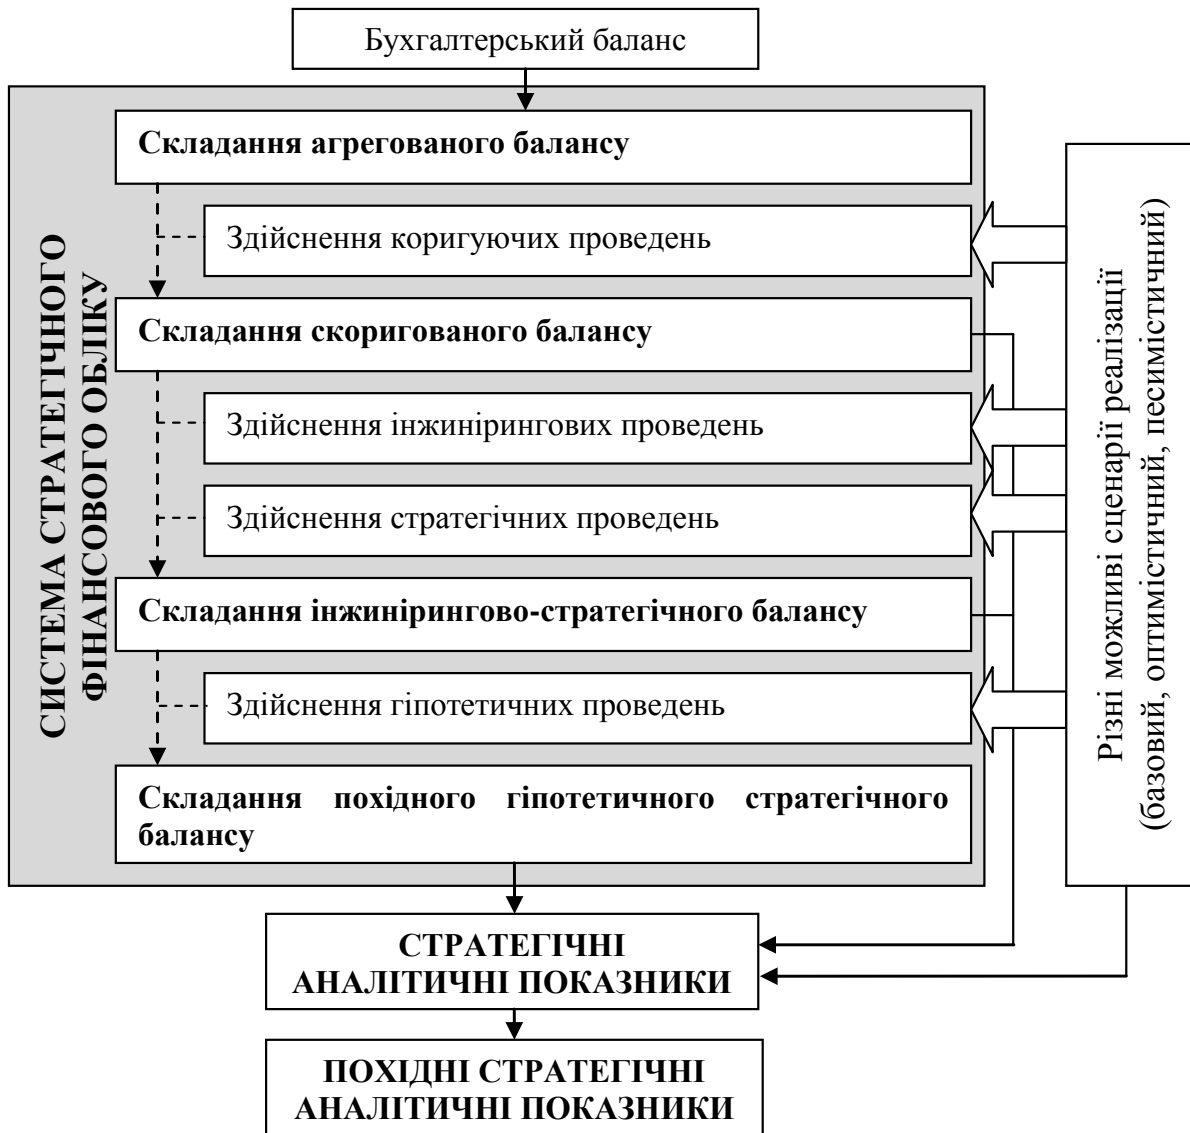 Бухгалтерський баланс
СИСТЕМА СТРАТЕГІЧНОГО
ФІНАНСОВОГО ОБЛІКУ
Складання агрегованого балансу
Здійснення коригуючих проведень
Складання скоригованого балансу
Здійснення інжинірингових проведень
Здійснення стратегічних проведень
Складання інжинірингово-стратегічного балансу
Здійснення гіпотетичних проведень
Складання похідного гіпотетичного стратегічного
балансу
Різні можливі сценарії реалізації
(базовий, оптимістичний, песимістичний)
СТРАТЕГІЧНІ
АНАЛІТИЧНІ ПОКАЗНИКИ
ПОХІДНІ СТРАТЕГІЧНІ
АНАЛІТИЧНІ ПОКАЗНИКИ